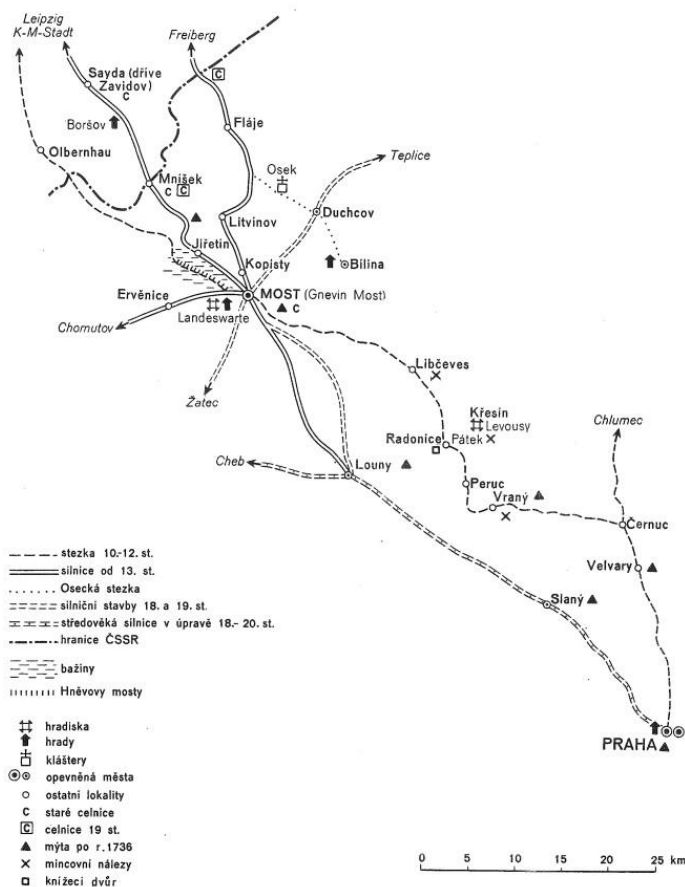 Leipzig
K-M-Stadt
Freiberg
Sayda (dříve
Zavidov)
C
C
Boršov
Fláje
Olbernhau
Mníšek
C C
Osek
Teplice
Litvínov
Duchcov
Jiřetín
Kopisty
Bílina
Ervěnice
MOST (Gnevin Most)
Landeswarte
C
Chomutov
Žatec
Libčeves
Křesín
Levousy
Chlumec
Radonice
Pátek
Cheb
Louny
Peruc
Vraný
Černuc
Velvary
Slaný
PRAHA
stezka 10.-12. st.
silnice od 13. st.
Osecká stezka
silniční stavby 18. a 19. st.
středověká silnice v úpravě 18.- 20. st.
hranice ČSSR
bažiny
Hněvovy mosty
hradiska
hrady
kláštery
opevněná města
ostatní lokality
C staré celnice
C celnice 19 st.
mýta po r. 1736
mincovní nálezy
knížecí dvůr
0 5 10 15 20 25 km